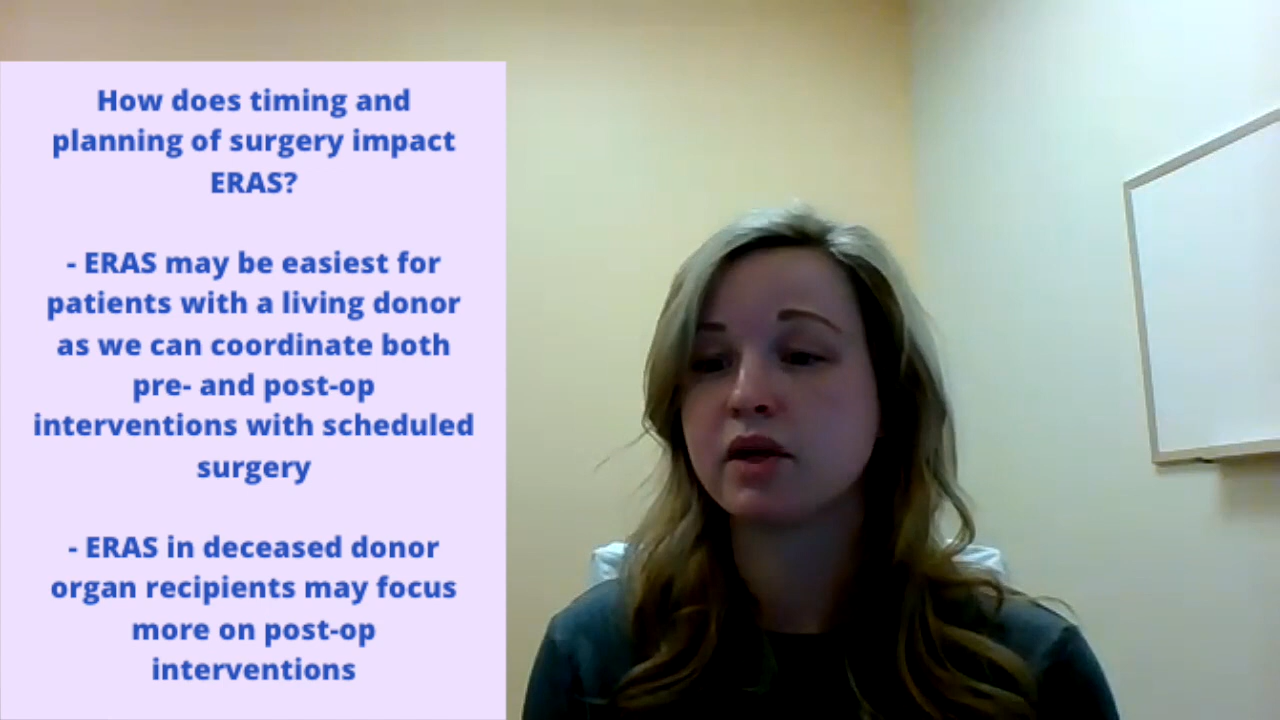 How does timing and
planning of surgery impact
ERAS?
- ERAS may be easiest for
patients with a living donor
as we can coordinate both
pre- and post-op
interventions with scheduled
surgery
- ERAS in deceased donor
organ recipients may focus
more on post-op
interventions